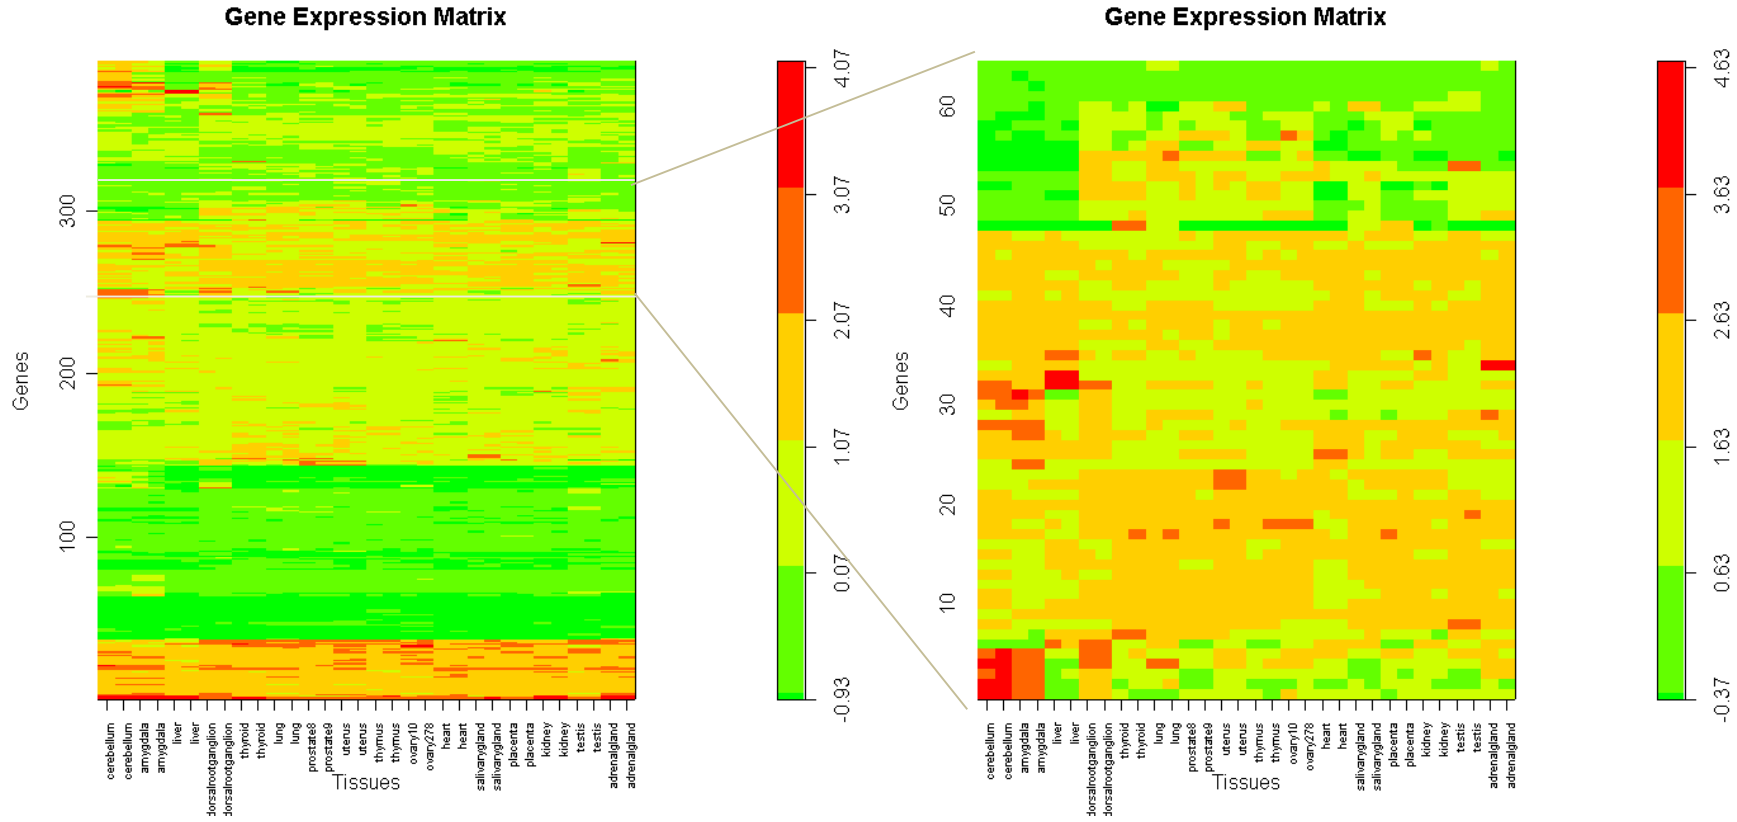 Gene Expression Matrix
Genes
100
200
300
-0.93
0.07
1.07
2.07
3.07
4.07
cerebellum
cerebellum
amygdala
amygdala
liver
liver
dorsalrootganglion
dorsalrootganglion
thyroid
thyroid
lung
lung
prostate8
prostate9
uterus
uterus
thymus
thymus
ovary10
ovary278
heart
heart
salivarygland
salivarygland
placenta
placenta
kidney
kidney
testis
testis
adrenalgland
adrenalgland
Tissues
Gene Expression Matrix
Genes
10
20
30
40
50
60
-0.37
0.63
1.63
2.63
3.63
4.63
cerebellum
cerebellum
amygdala
amygdala
liver
liver
dorsalrootganglion
dorsalrootganglion
thyroid
thyroid
lung
lung
prostate8
prostate9
uterus
uterus
thymus
thymus
ovary10
ovary278
heart
heart
salivarygland
salivarygland
placenta
placenta
kidney
kidney
testis
testis
adrenalgland
adrenalgland
Tissues